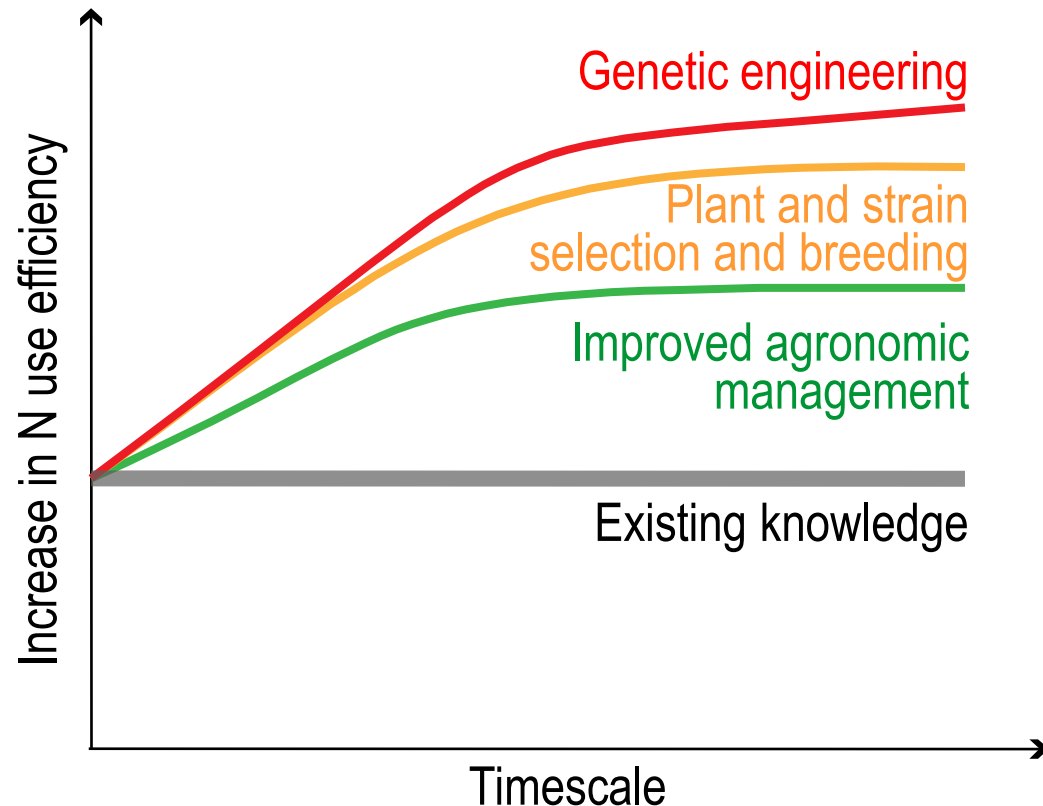 Genetic engineering
Plant and strain
selection and breeding
Improved agronomic
management
Existing knowledge
Increase in N use efficiency
Timescale